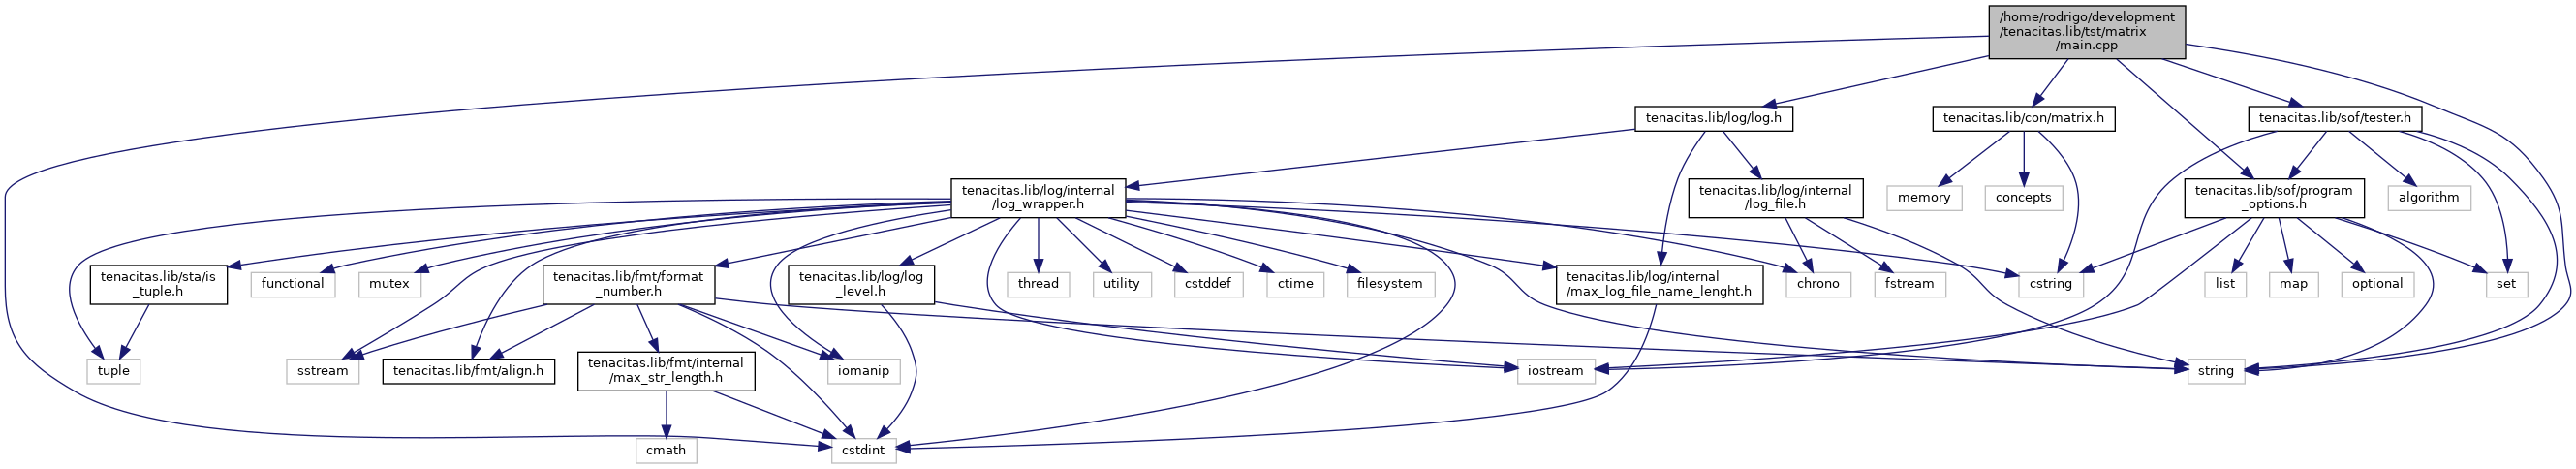 /home/rodrigo/development
/tenacitas.lib/tst/matrix
/main.cpp
tenacitas.lib/log/log.h
tenacitas.lib/con/matrix.h
tenacitas.lib/sof/tester.h
tenacitas.lib/log/internal
/log_wrapper.h
tenacitas.lib/log/internal
/log_file.h
memory
concepts
tenacitas.lib/sof/program
_options.h
algorithm
tenacitas.lib/sta/is
_tuple.h
functional
mutex
tenacitas.lib/fmt/format
_number.h
tenacitas.lib/log/log
_level.h
thread
utility
cstddef
ctime
filesystem
tenacitas.lib/log/internal
/max_log_file_name_lenght.h
chrono
fstream
cstring
list
map
optional
set
tuple
sstream
tenacitas.lib/fmt/align.h
tenacitas.lib/fmt/internal
/max_str_length.h
iomanip
iostream
string
cmath
cstdint